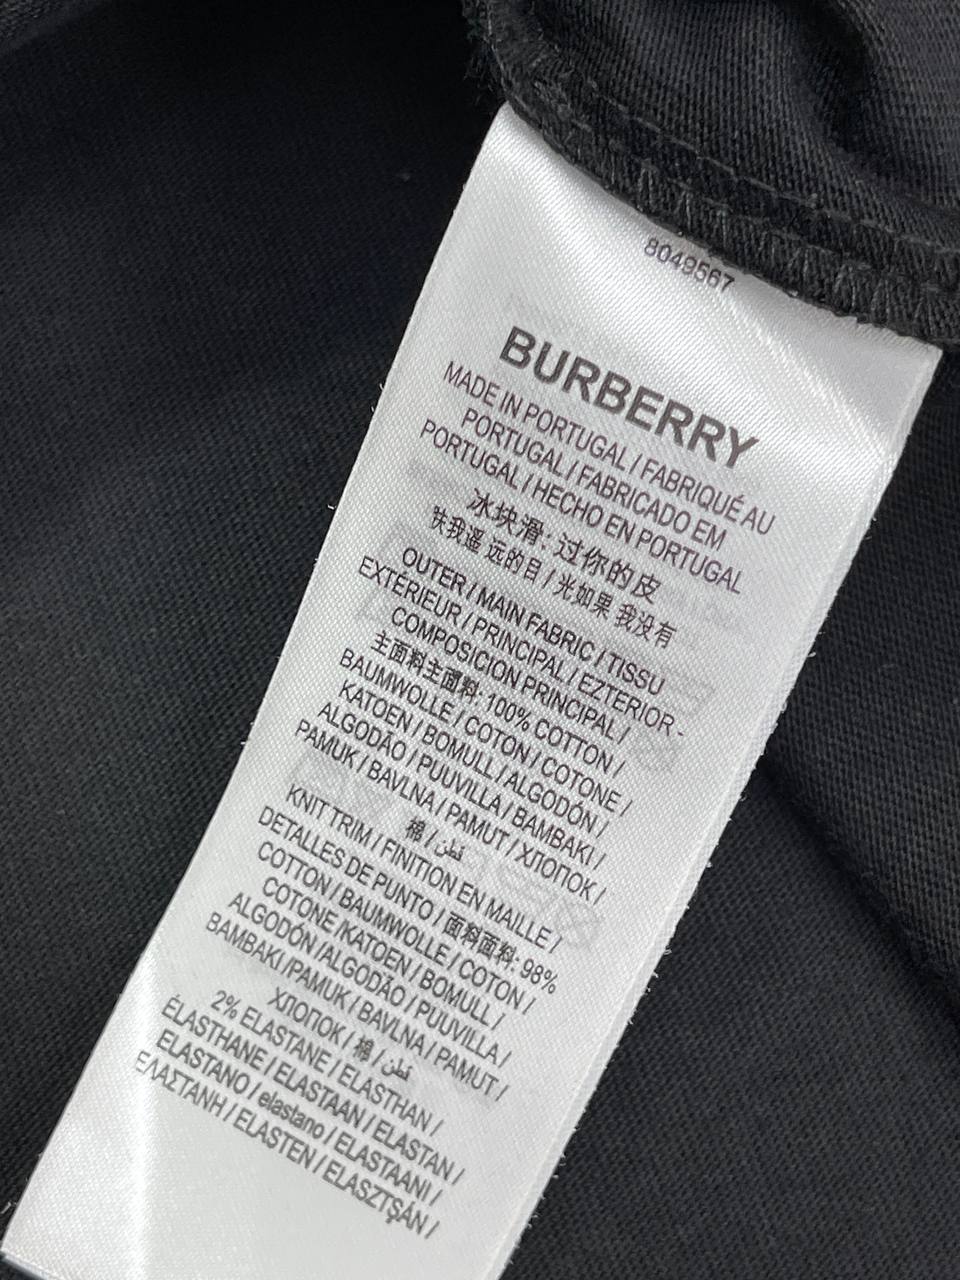 8049567
BURBERRY
MADE IN PORTUGAL / FABRIQUÉ AU
PORTUGAL / FABRICADO EM
PORTUGAL / HECHO EN PORTUGAL
冰块滑: 过你的皮
肤我遥 远的目 / 光如果 我没有
OUTER / MAIN FABRIC / TISSU
EXTÉRIEUR / PRINCIPAL / EZTERIOR -
COMPOSICION PRINCIPAL /
主面料主面料: 100% COTTON /
BAUMWOLLE / COTON / COTONE /
KATOEN / BOMULL / ALGODÓN /
ALGODÃO / PUUVILLA / BAMBAKI /
PAMUK / BAVLNA / PAMUT / ХЛОПОК /
棉 / قطن
KNIT TRIM / FINITION EN MAILLE /
DETALLES DE PUNTO / 面料面料: 98%
COTTON / BAUMWOLLE / COTON /
COTONE /KATOEN / BOMULL /
ALGODÓN / ALGODÃO / PUUVILLA /
BAMBAKI /PAMUK / BAVLNA / PAMUT /
ХЛОПОК / 棉 / قطن
2% ELASTANE / ELASTHAN /
ÉLASTHANE / ELASTAAN / ELASTAN /
ELASTANO / elastano / ELASTAANI /
ΕΛΑΣΤΑΝΗ / ELASTEN / ELASZTŞÁN /